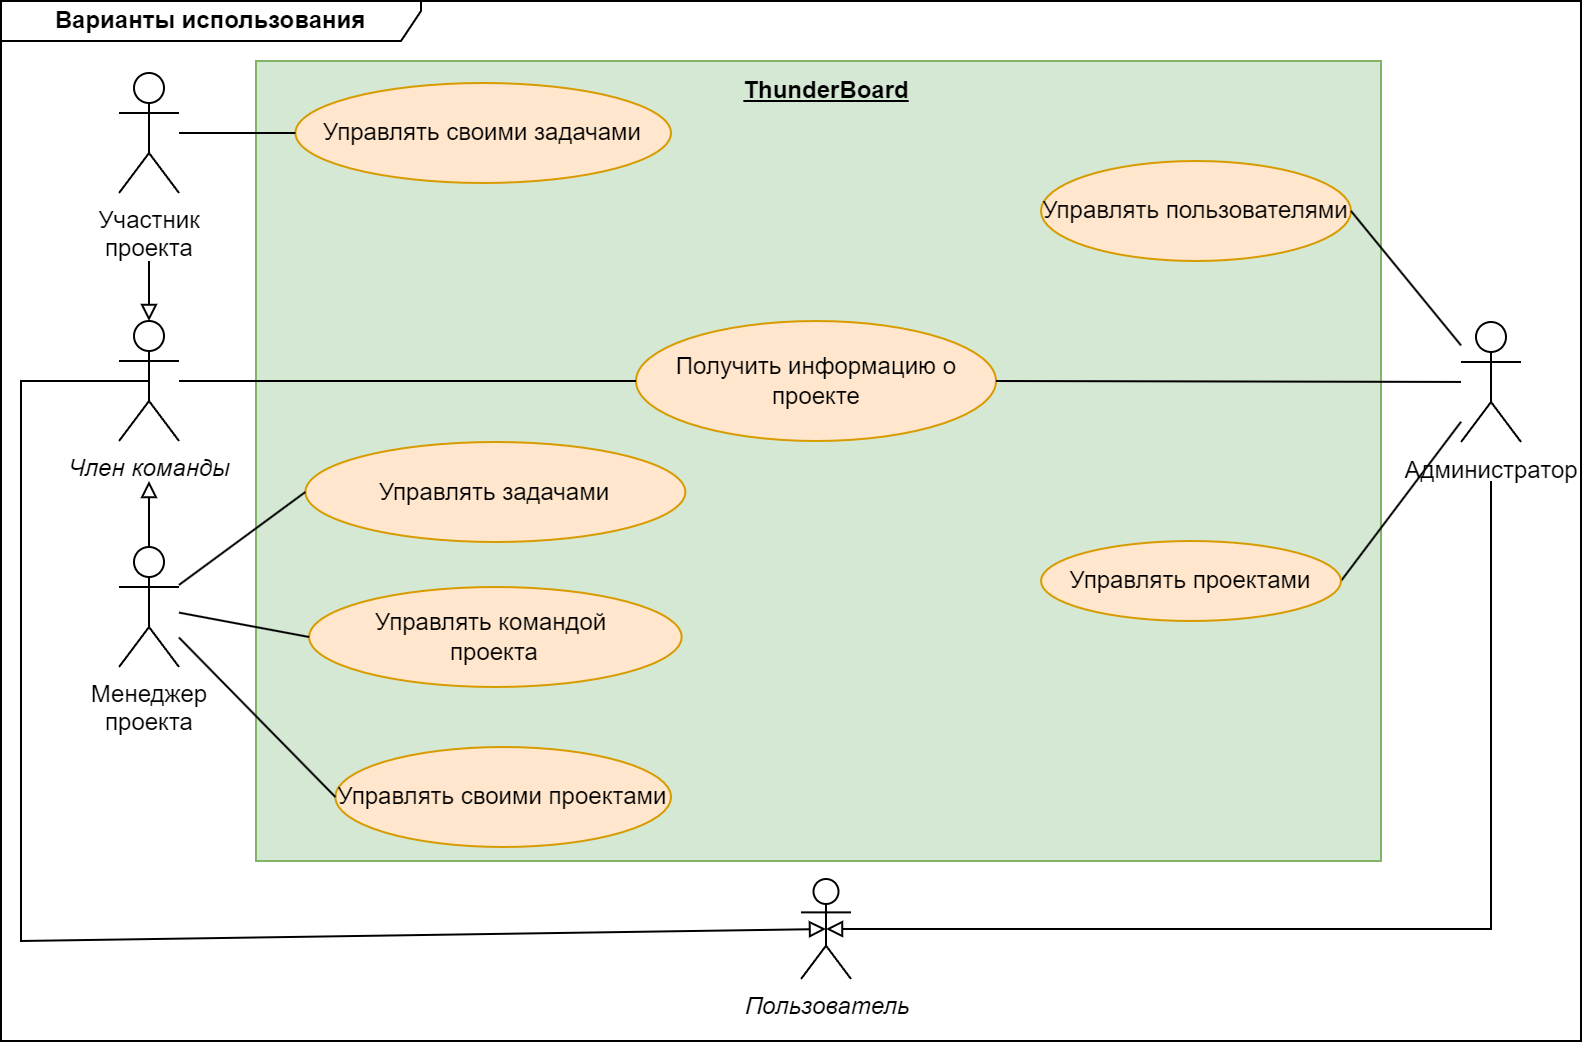 Варианты использования
ThunderBoard
Управлять своими задачами
Участник
проекта
Управлять пользователями
Получить информацию о
проекте
Член команды
Администратор
Управлять задачами
Управлять проектами
Управлять командой
проекта
Менеджер
проекта
Управлять своими проектами
Пользователь